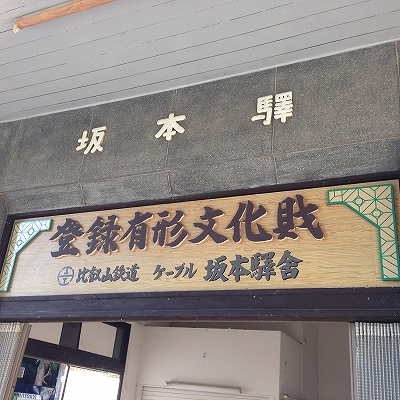 坂本驛
登録有形文化財
比叡山鉄道 ケーブル 坂本驛舎